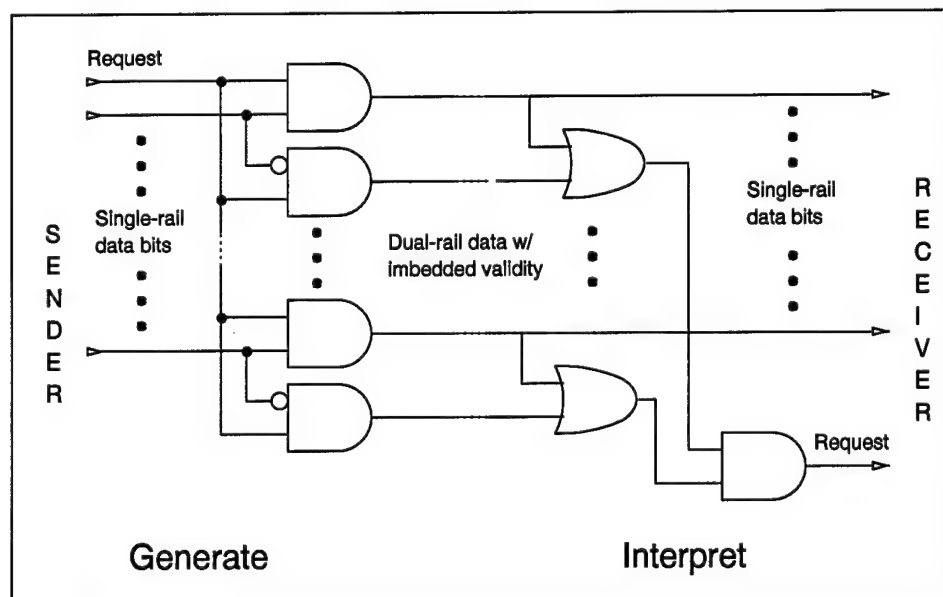 Request
Single-rail
data bits
SENDER
Dual-rail data w/
imbedded validity
Single-rail
data bits
RECEIVER
Request
Generate
Interpret